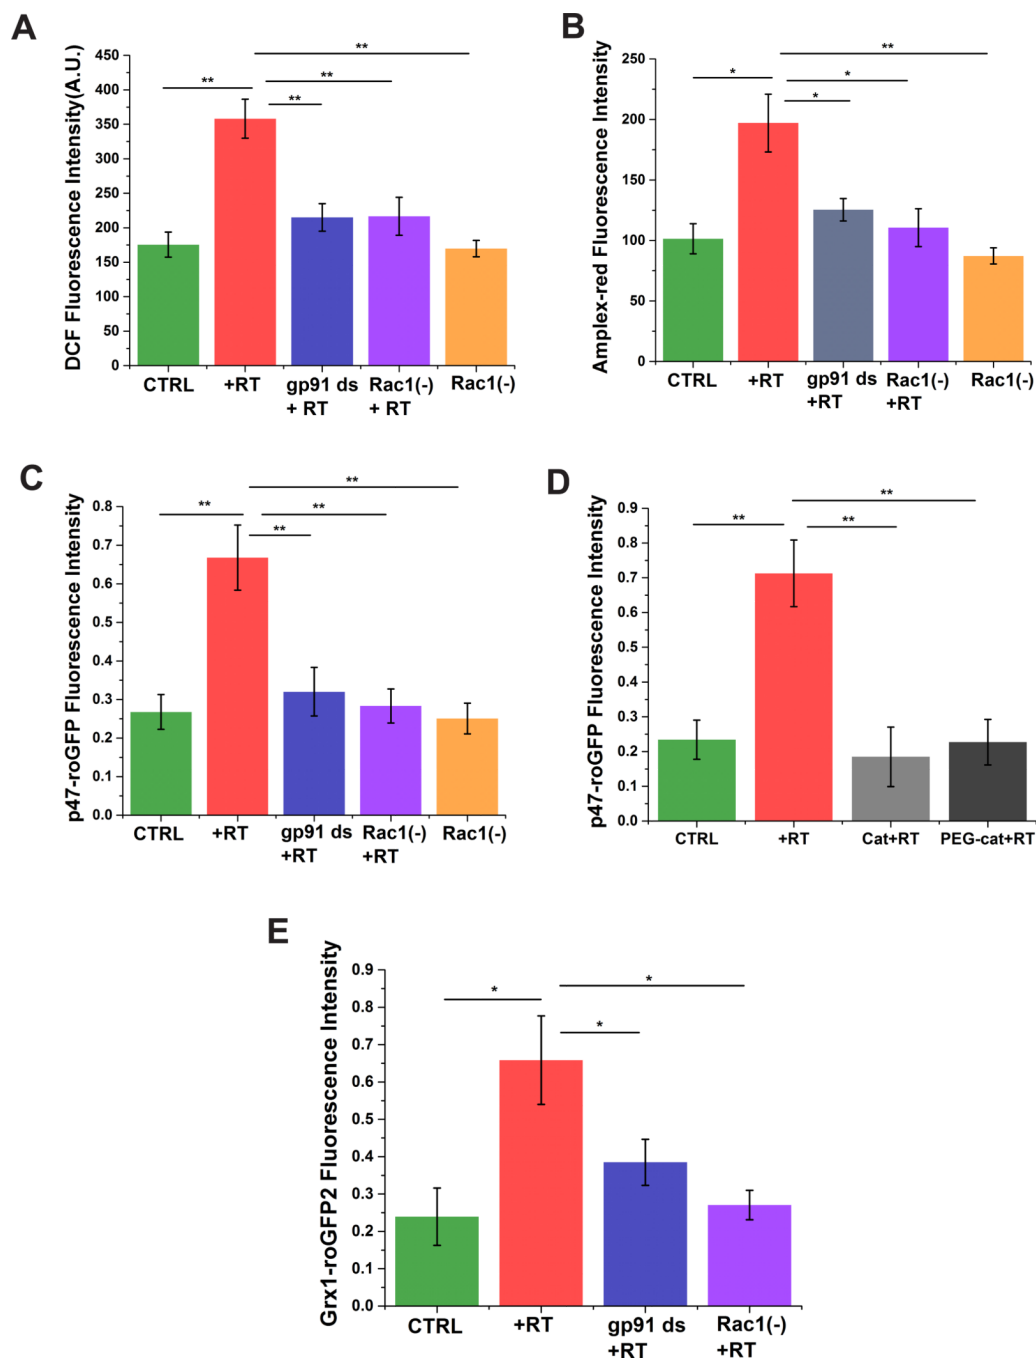 A
DCF Fluorescence Intensity(A.U.)
450
400
350
300
250
200
150
100
50
0
**
**
**
**
CTRL
+RT
gp91 ds
+ RT
Rac1(-)
+ RT
Rac1(-)
B
Amplex-red Fluorescence Intensity
250
200
150
100
50
0
**
*
*
*
CTRL
+RT
gp91 ds
+RT
Rac1(-)
+RT
Rac1(-)
C
p47-roGFP Fluorescence Intensity
0.8
0.7
0.6
0.5
0.4
0.3
0.2
0.1
0.0
**
**
**
**
CTRL
+RT
gp91 ds
+RT
Rac1(-)
+RT
Rac1(-)
D
p47-roGFP Fluorescence Intensity
0.9
0.8
0.7
0.6
0.5
0.4
0.3
0.2
0.1
0.0
**
**
**
CTRL
+RT
Cat+RT
PEG-cat+RT
E
Grx1-roGFP2 Fluorescence Intensity
0.9
0.8
0.7
0.6
0.5
0.4
0.3
0.2
0.1
0.0
*
*
*
CTRL
+RT
gp91 ds
+RT
Rac1(-)
+RT